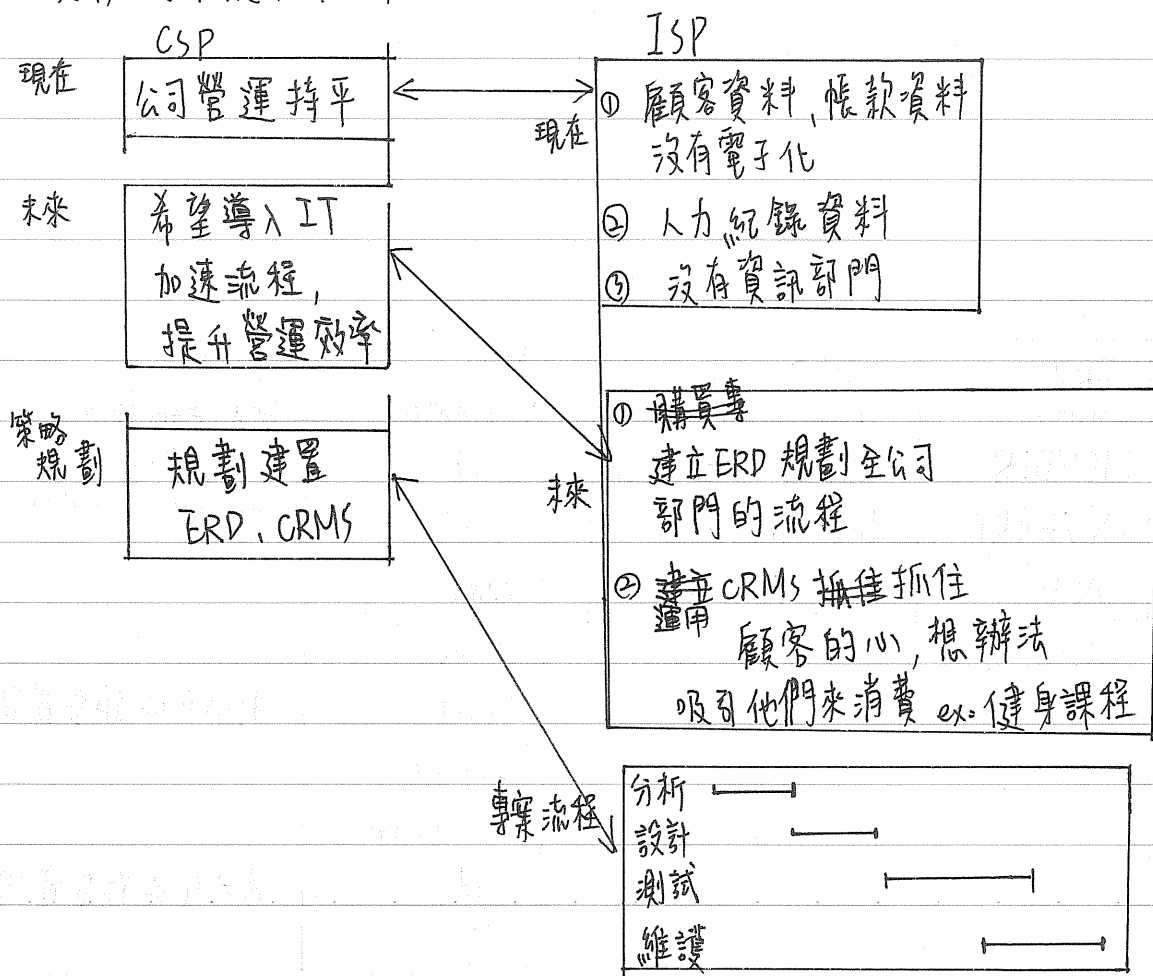 CSP
現在
公司營運持平
未來
希望導入IT
加速流程,
提升營運效率
策略
規劃
規劃建置
ERD、CRMS
ISP
現在
① 顧客資料,帳款資料
沒有電子化
② 人力紀錄資料
③ 沒有資訊部門
未來
① 購買專
建立ERD規劃全公司
部門的流程
② 建立CRMS 抓住抓住
運用
顧客的心,想辦法
吸引他們來消費 ex:健身課程
專案流程
分析
設計
測試
維護